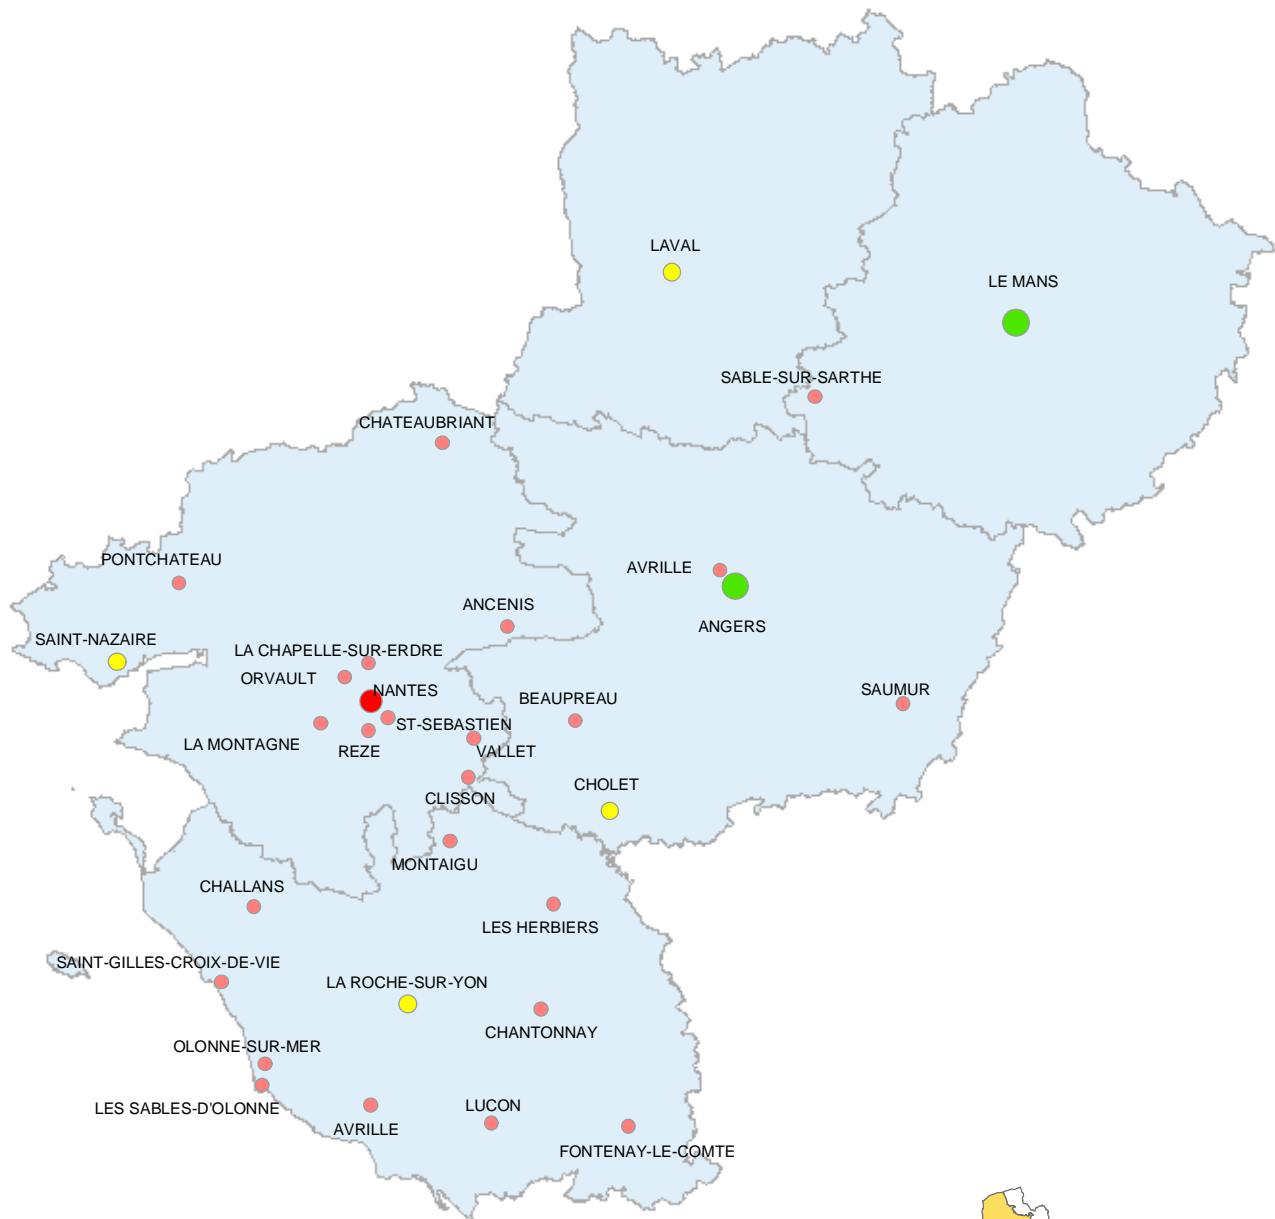 LAVAL
LE MANS
SABLE-SUR-SARTHE
CHATEAUBRIANT
PONTCHATEAU
AVRILLE
ANCENIS
ANGERS
SAINT-NAZAIRE
LA CHAPELLE-SUR-ERDRE
ORVAULT
NANTES
SAUMUR
BEAUPREAU
ST-SEBASTIEN
LA MONTAGNE
REZE
VALLET
CHOLET
CLISSON
MONTAIGU
CHALLANS
LES HERBIERS
SAINT-GILLES-CROIX-DE-VIE
LA ROCHE-SUR-YON
CHANTONNAY
OLONNE-SUR-MER
LES SABLES-D'OLONNE
LUCON
AVRILLE
FONTENAY-LE-COMTE